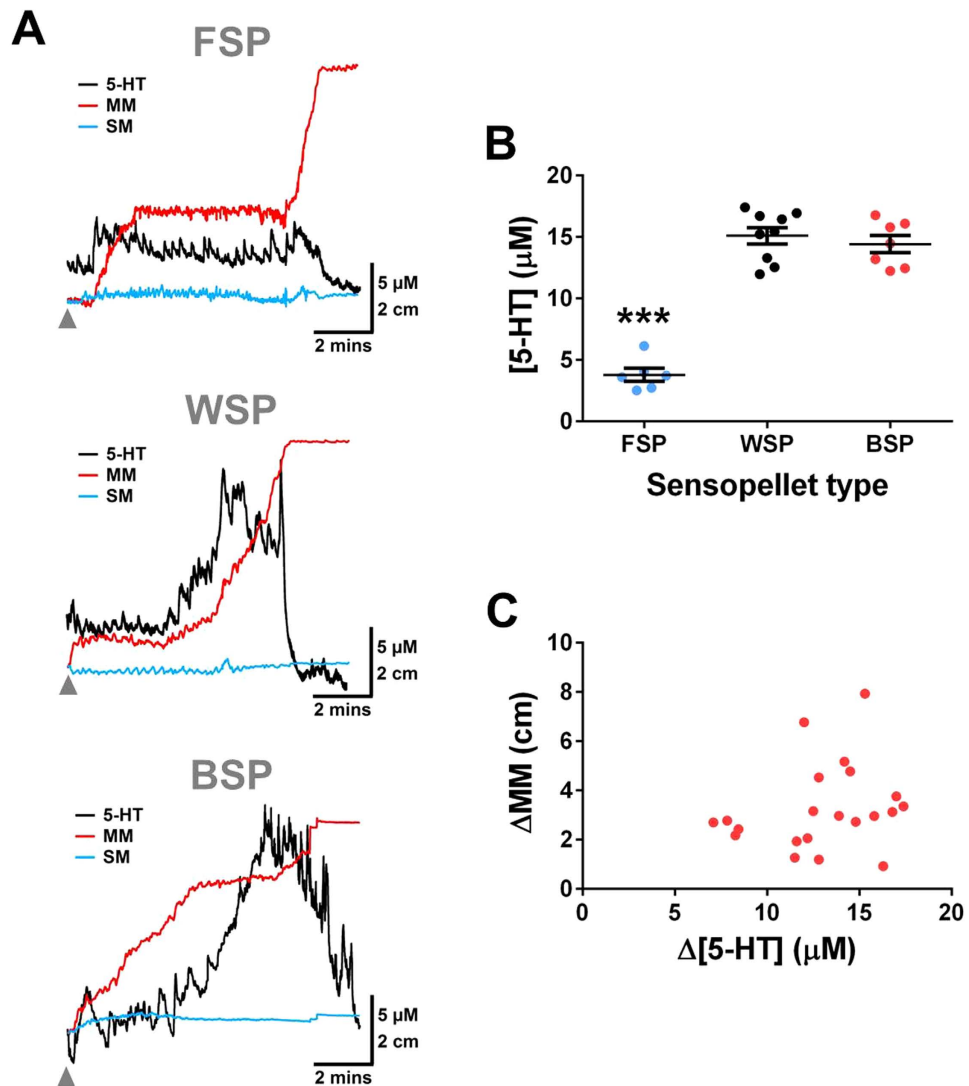 A
FSP
5-HT
MM
SM
5 µM
2 cm
2 mins
WSP
5-HT
MM
SM
5 µM
2 cm
2 mins
BSP
5-HT
MM
SM
5 µM
2 cm
2 mins
B
[5-HT] (µM)
20
15
10
5
0
***
FSP WSP BSP
Sensopellet type
C
ΔMM (cm)
10
8
6
4
2
0
0 5 10 15 20
Δ[5-HT] (µM)